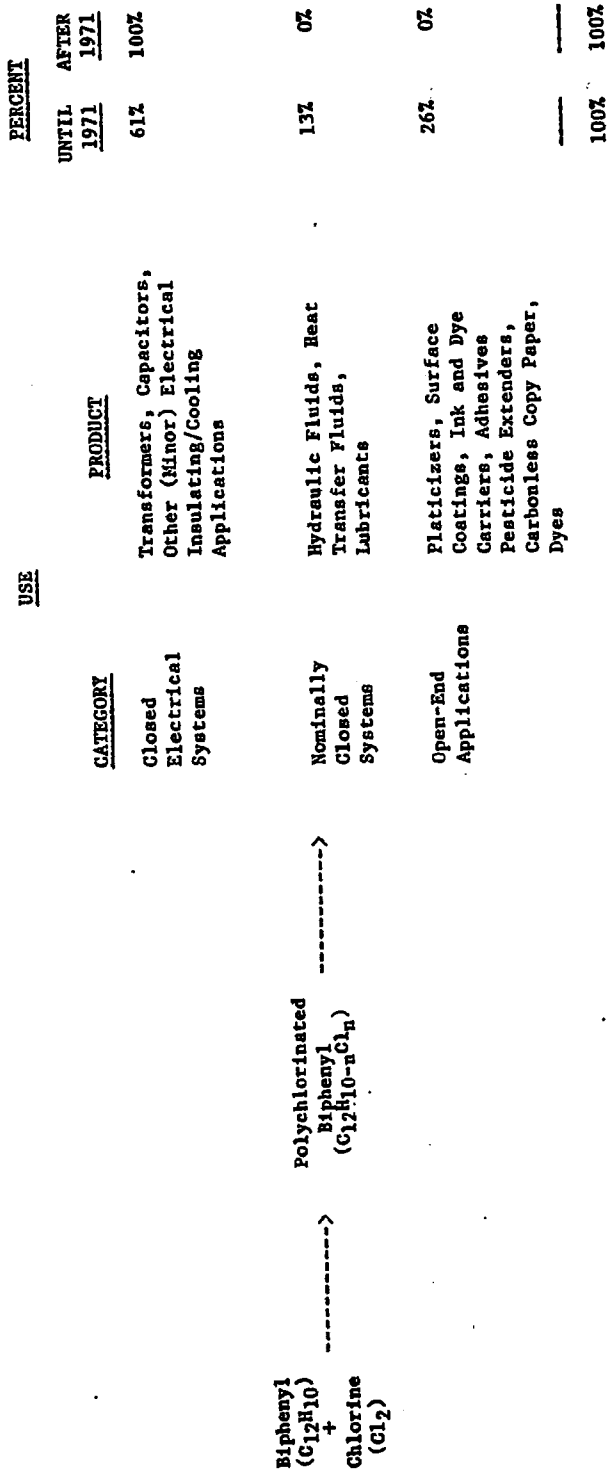 USE
PERCENT
CATEGORY PRODUCT UNTIL 1971 AFTER 1971
Biphenyl
(C12H10)
+
Chlorine
(Cl2)
----------->
Polychlorinated
Biphenyl
(C12H10-nCln)
----------->
Closed
Electrical
Systems
Transformers, Capacitors,
Other (Minor) Electrical
Insulating/Cooling
Applications
61% 100%
Nominally
Closed
Systems
Hydraulic Fluids, Heat
Transfer Fluids,
Lubricants
13% 0%
Open-End
Applications
Platicizers, Surface
Coatings, Ink and Dye
Carriers, Adhesives
Pesticide Extenders,
Carbonless Copy Paper,
Dyes
26% 0%
100% 100%